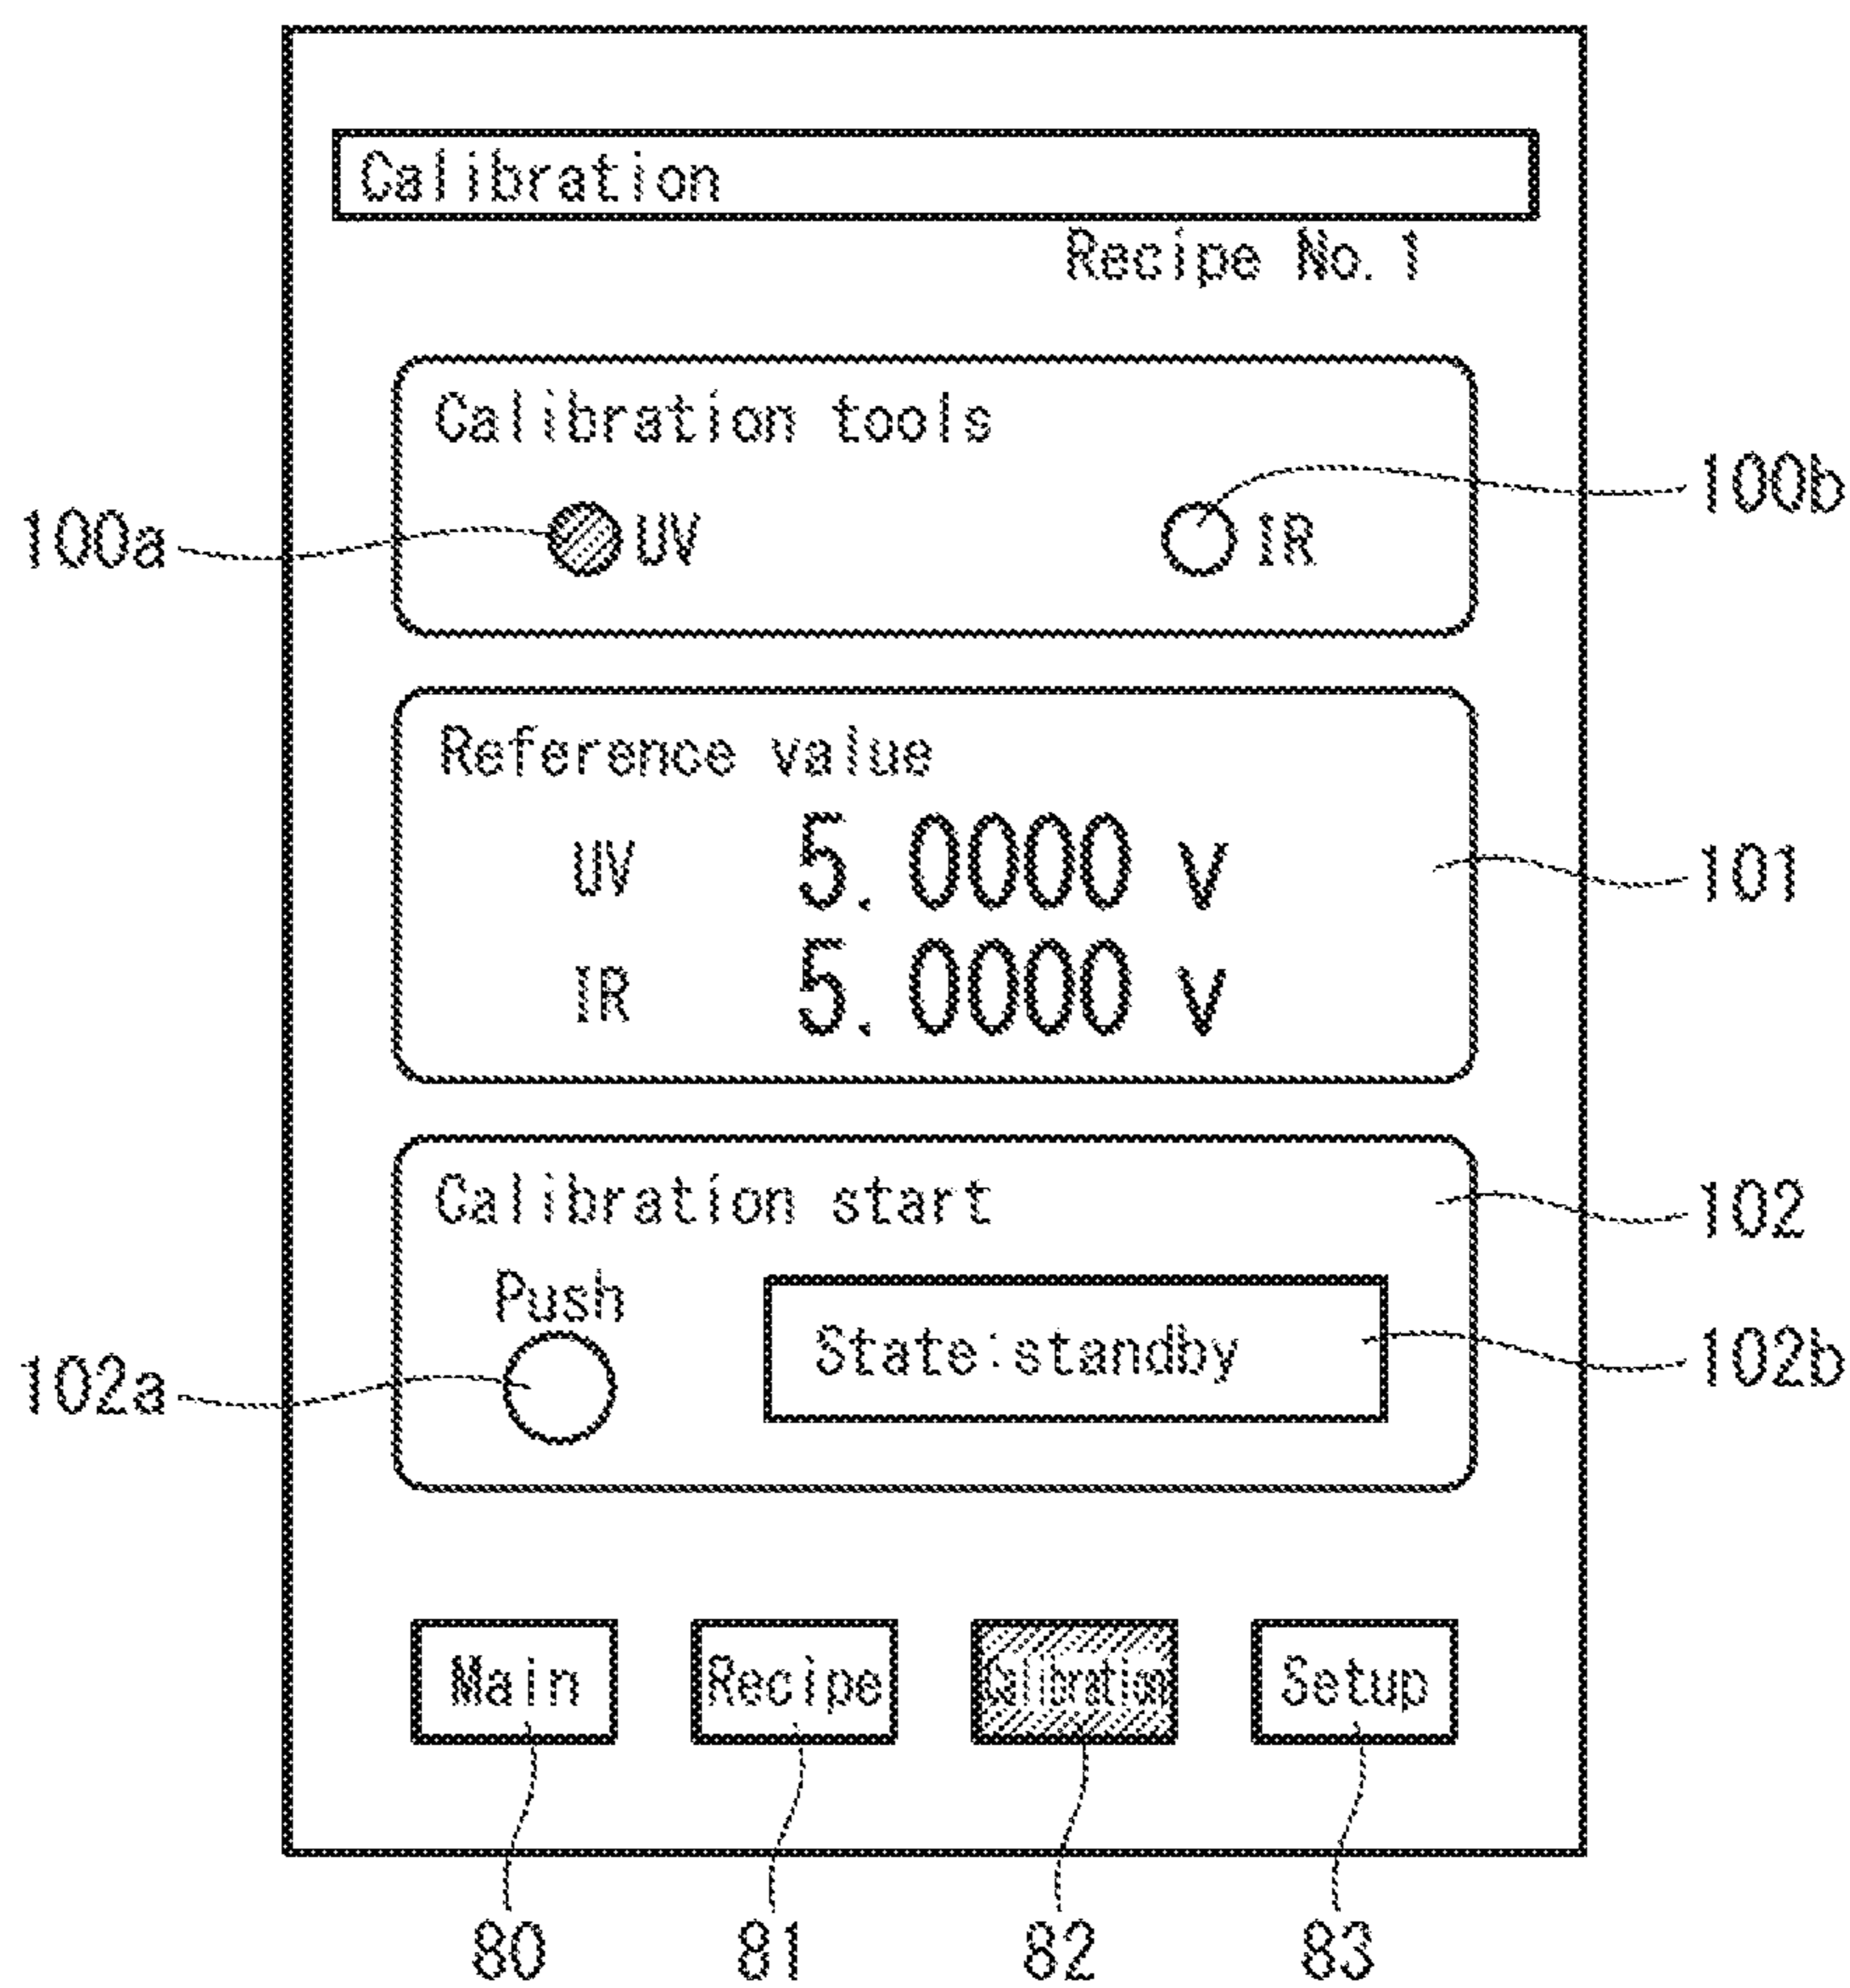 Calibration
Recipe No. 1
Calibration tools
100b
100a UV IR
Reference value
UV 5.0000 V 101
IR 5.0000 V
Calibration start 102
Push
State:standby 102b
102a
Main Recipe Calibration Setup
80 81 82 83